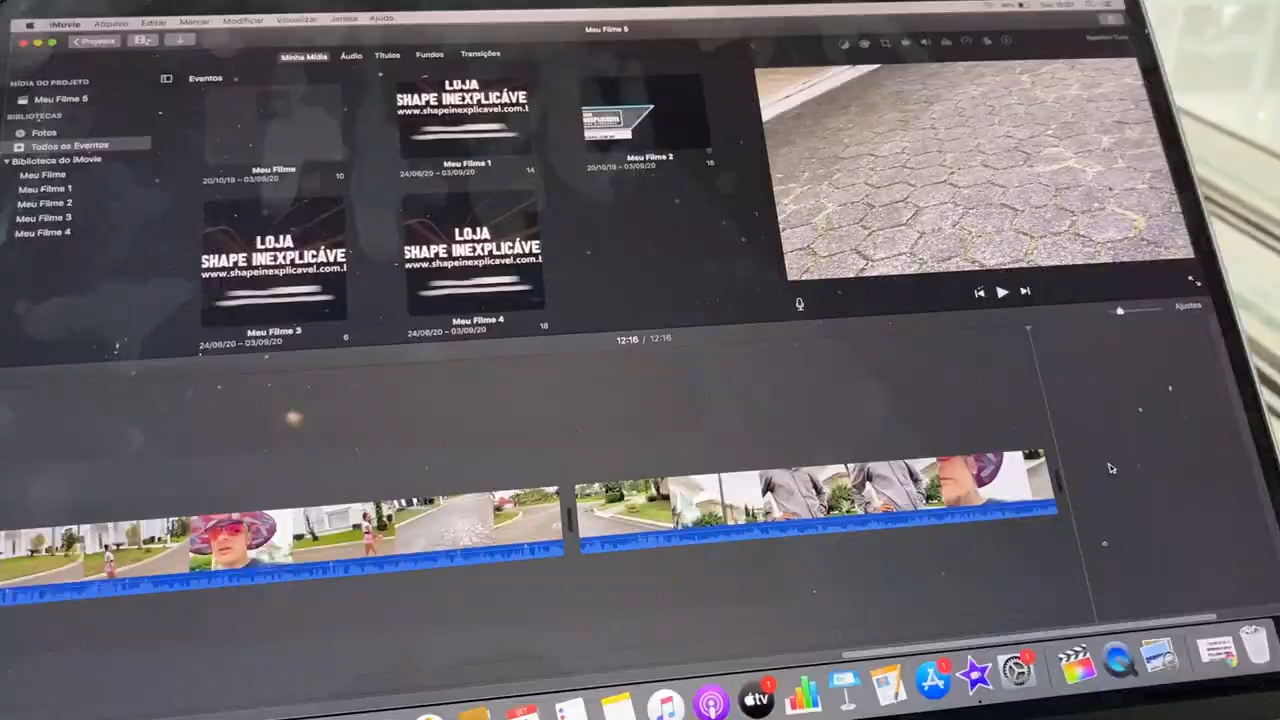 iMovie Arquivo Editar Marcar Modificar Visualizar Janela Ajuda
Projetos
Meu Filme 5
Minha Mídia Áudio Títulos Fundos Transições
MÍDIA DO PROJETO
Meu Filme 5
BIBLIOTECAS
Fotos
Todos os Eventos
Biblioteca do iMovie
Meu Filme
Meu Filme 1
Meu Filme 2
Meu Filme 3
Meu Filme 4
Eventos
LOJA
SHAPE INEXPLICÁVE
www.shapeinexplicavel.com.b
Meu Filme
20/10/19 – 03/09/20 10
Meu Filme 1
24/06/20 – 03/09/20 14
Meu Filme 2
20/10/19 – 03/09/20 16
LOJA
SHAPE INEXPLICÁVE
www.shapeinexplicavel.com.l
Meu Filme 3
24/06/20 – 03/09/20 6
LOJA
SHAPE INEXPLICÁVE
www.shapeinexplicavel.com.b
Meu Filme 4
24/06/20 – 03/09/20 18
12:16 / 12:16
Ajustes
tv
1
1
1